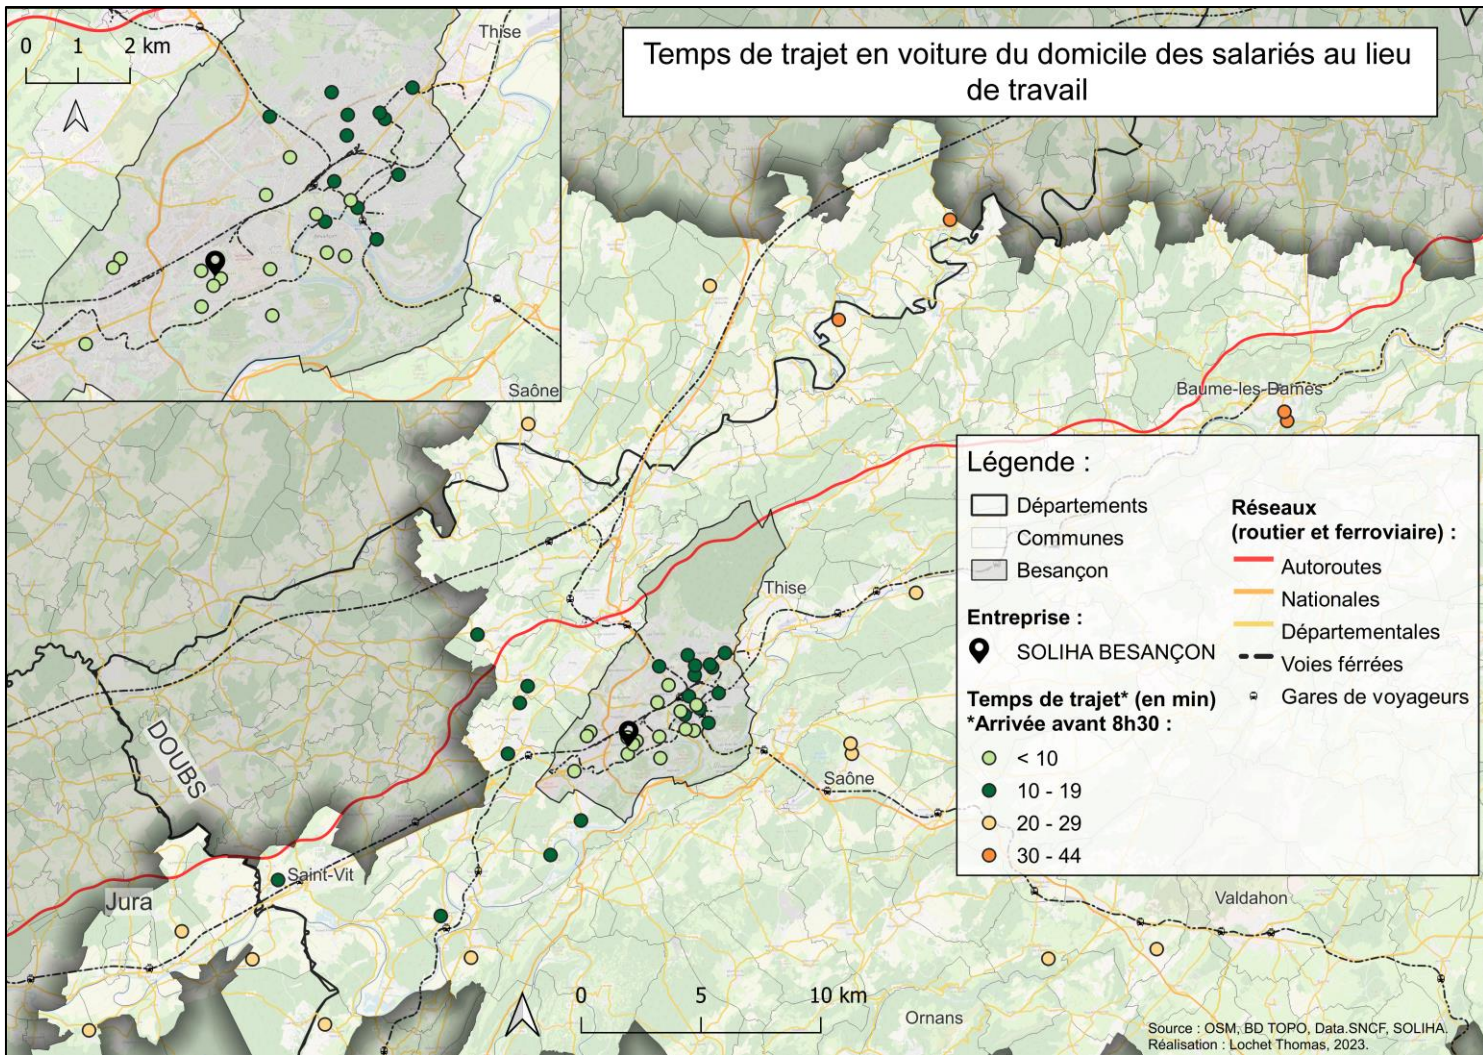 0 1 2 km
Thise
Saône
Temps de trajet en voiture du domicile des salariés au lieu
de travail
Baume-les-Dames
Thise
DOUBS
Saône
Saint-Vit
Jura
Valdahon
Ornans
Légende :
Départements
Communes
Besançon
Entreprise :
SOLIHA BESANÇON
Temps de trajet* (en min)
*Arrivée avant 8h30 :
< 10
10 - 19
20 - 29
30 - 44
Réseaux
(routier et ferroviaire) :
Autoroutes
Nationales
Départementales
Voies férrées
Gares de voyageurs
0 5 10 km
Source : OSM, BD TOPO, Data.SNCF, SOLIHA.
Réalisation : Lochet Thomas, 2023.